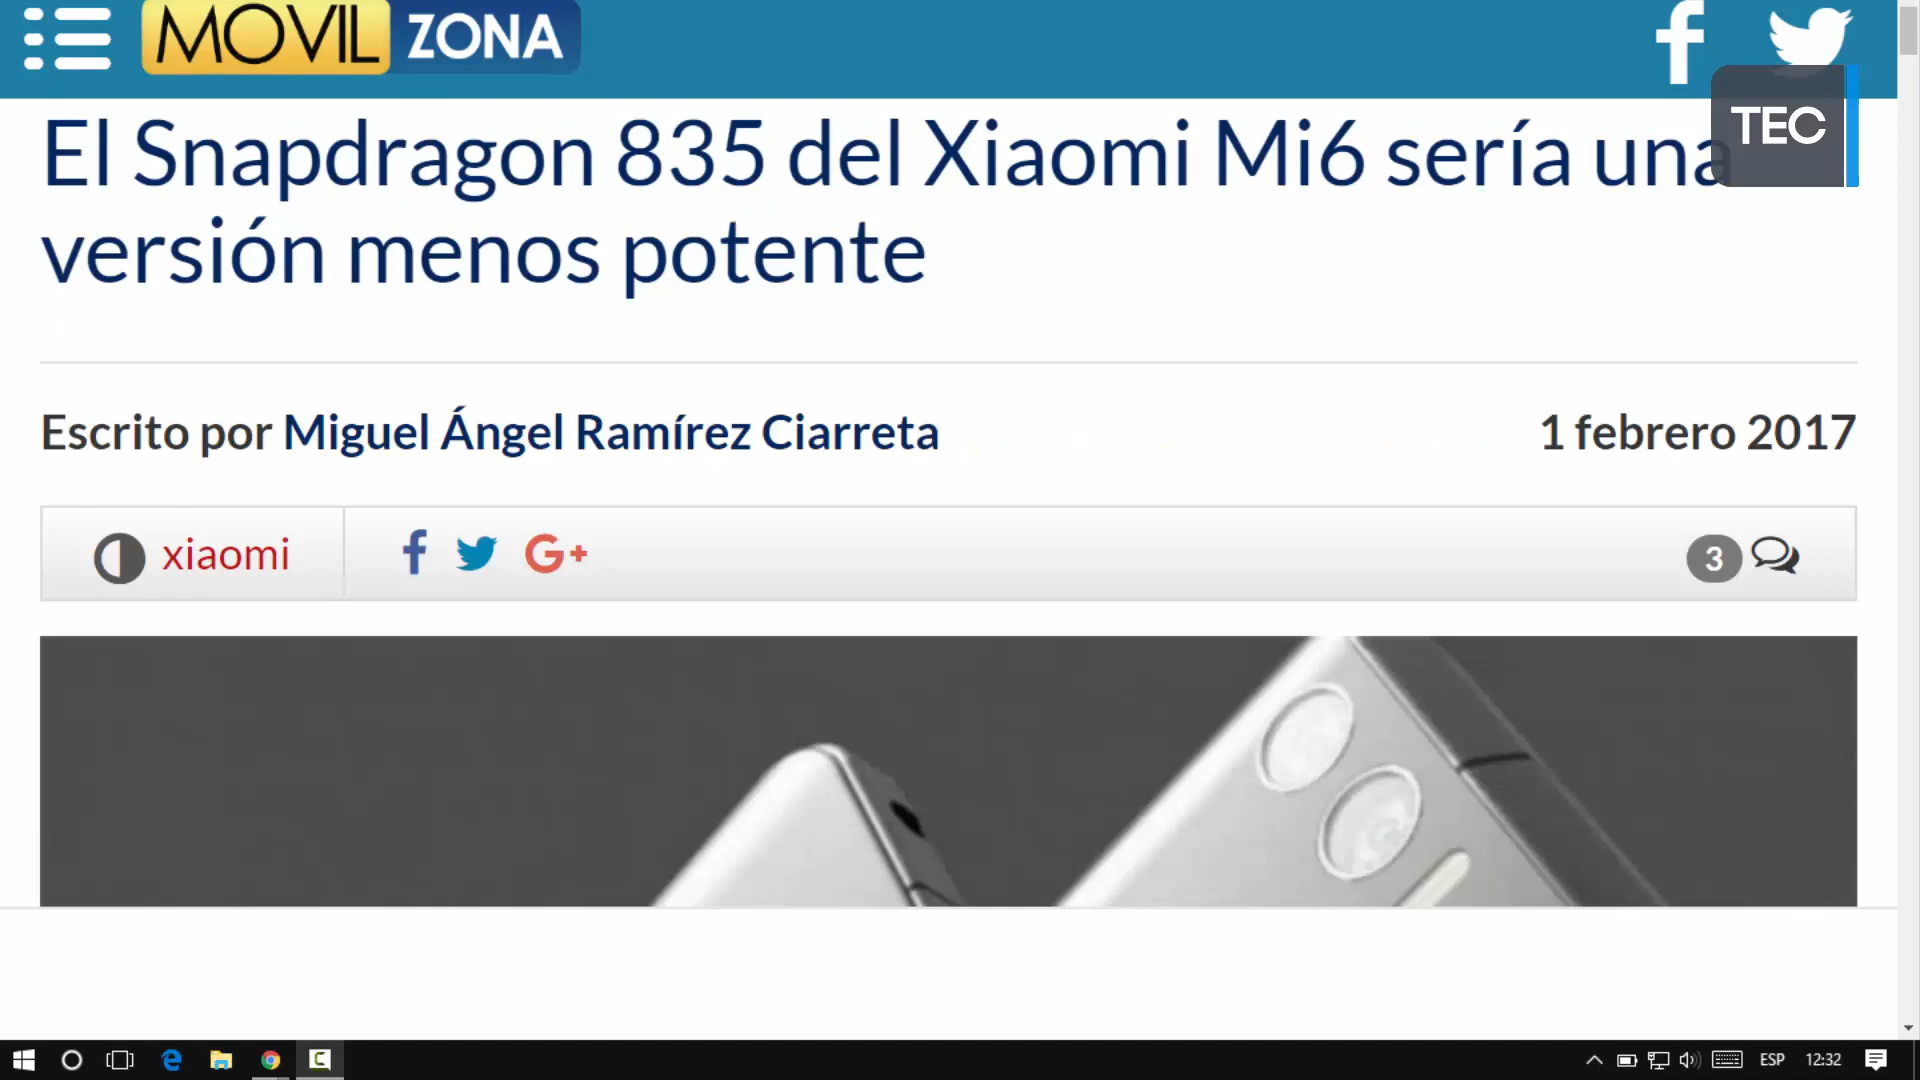 MOVIL ZONA
TEC
El Snapdragon 835 del Xiaomi Mi6 sería una
versión menos potente
Escrito por Miguel Ángel Ramírez Ciarreta
1 febrero 2017
xiaomi
G+
3
ESP
12:32